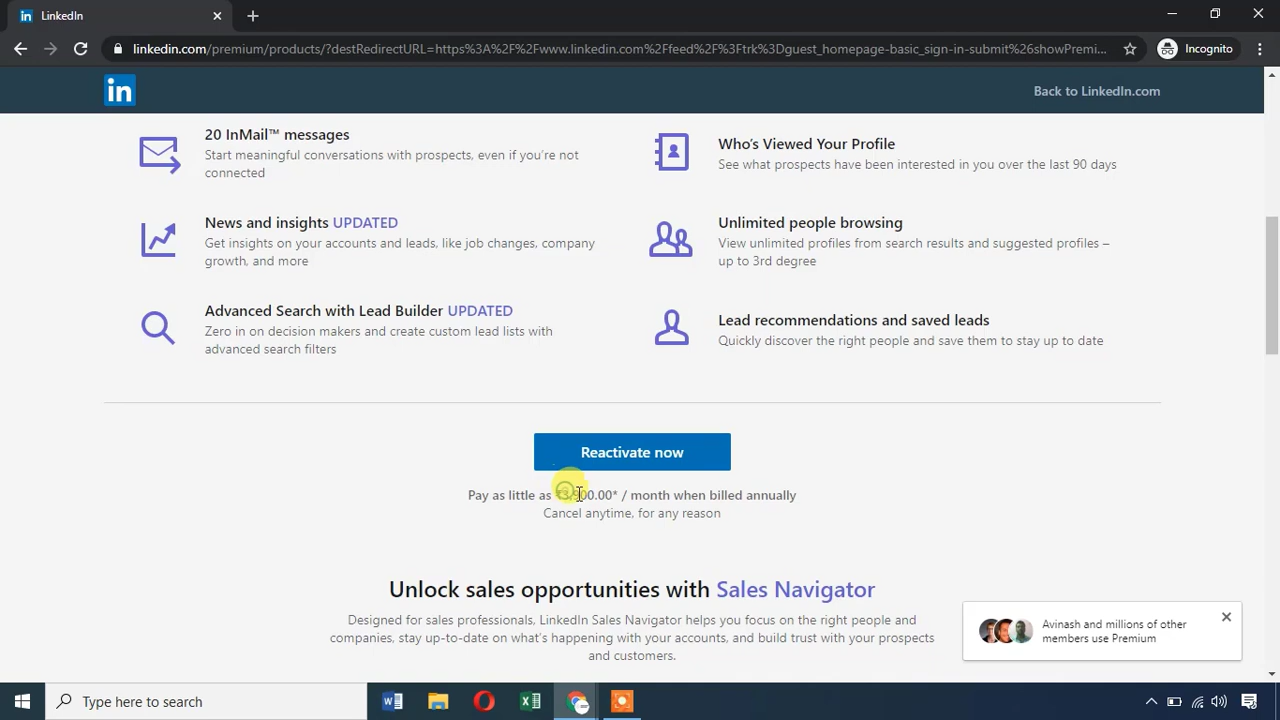 LinkedIn
linkedin.com/premium/products/?destRedirectURL=https%3A%2F%2Fwww.linkedin.com%2Ffeed%2F%3Ftrk%3Dguest_homepage-basic_sign-in-submit%26showPremi...
Incognito
in
Back to LinkedIn.com
20 InMail™ messages
Start meaningful conversations with prospects, even if you're not
connected
Who's Viewed Your Profile
See what prospects have been interested in you over the last 90 days
News and insights UPDATED
Get insights on your accounts and leads, like job changes, company
growth, and more
Unlimited people browsing
View unlimited profiles from search results and suggested profiles –
up to 3rd degree
Advanced Search with Lead Builder UPDATED
Zero in on decision makers and create custom lead lists with
advanced search filters
Lead recommendations and saved leads
Quickly discover the right people and save them to stay up to date
Reactivate now
Pay as little as / month when billed annually
Cancel anytime, for any reason
Unlock sales opportunities with Sales Navigator
Designed for sales professionals, LinkedIn Sales Navigator helps you focus on the right people and
companies, stay up-to-date on what's happening with your accounts, and build trust with your prospects
and customers.
Avinash and millions of other
members use Premium
Type here to search